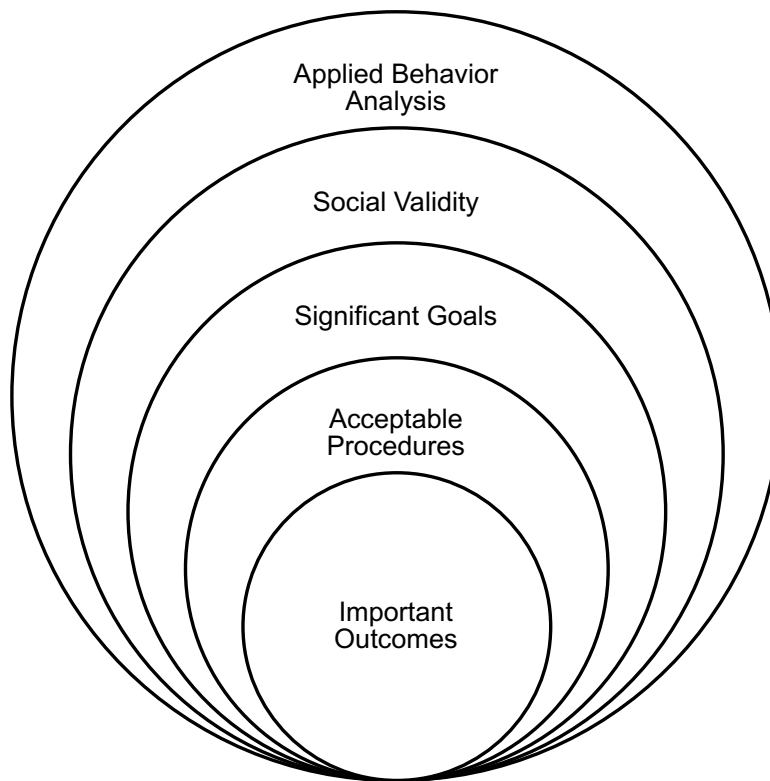 Applied Behavior
Analysis
Social Validity
Significant Goals
Acceptable
Procedures
Important
Outcomes